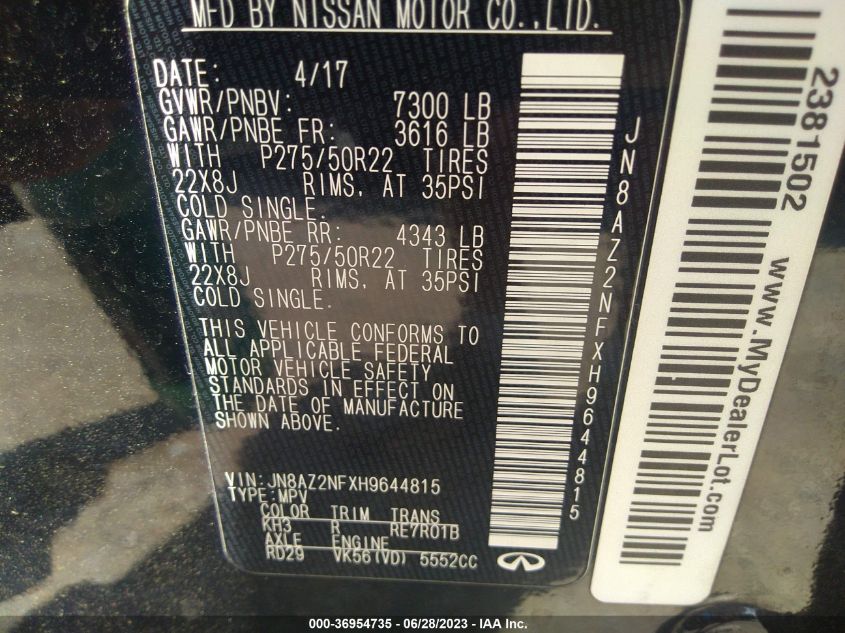 MFD BY NISSAN MOTOR CO.,LTD.
DATE: 4/17
GVWR/PNBV: 7300 LB
GAWR/PNBE FR: 3616 LB
WITH P275/50R22 TIRES
22X8J RIMS, AT 35PSI
COLD SINGLE.
GAWR/PNBE RR: 4343 LB
WITH P275/50R22 TIRES
22X8J RIMS, AT 35PSI
COLD SINGLE.
THIS VEHICLE CONFORMS TO
ALL APPLICABLE FEDERAL
MOTOR VEHICLE SAFETY
STANDARDS IN EFFECT ON
THE DATE OF MANUFACTURE
SHOWN ABOVE.
VIN: JN8AZ2NFXH9644815
TYPE: MPV
COLOR TRIM TRANS
KH3 R RE7R01B
AXLE ENGINE
RD29 VK56(VD) 5552CC
JN8AZ2NFXH9644815
2381502
www.MyDealerLot.com
000-36954735 - 06/28/2023 - IAA Inc.